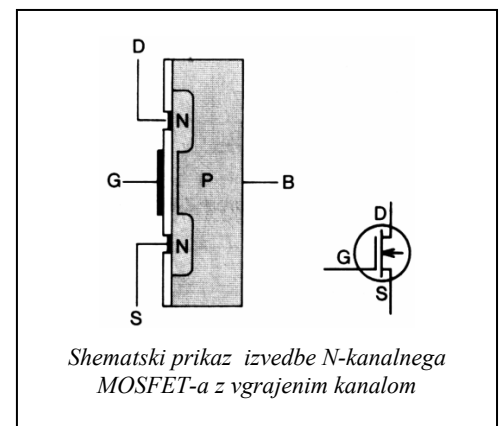 D
N
G
P
B
N
S
D
G
S
Shematski prikaz izvedbe N-kanalnega
MOSFET-a z vgrajenim kanalom